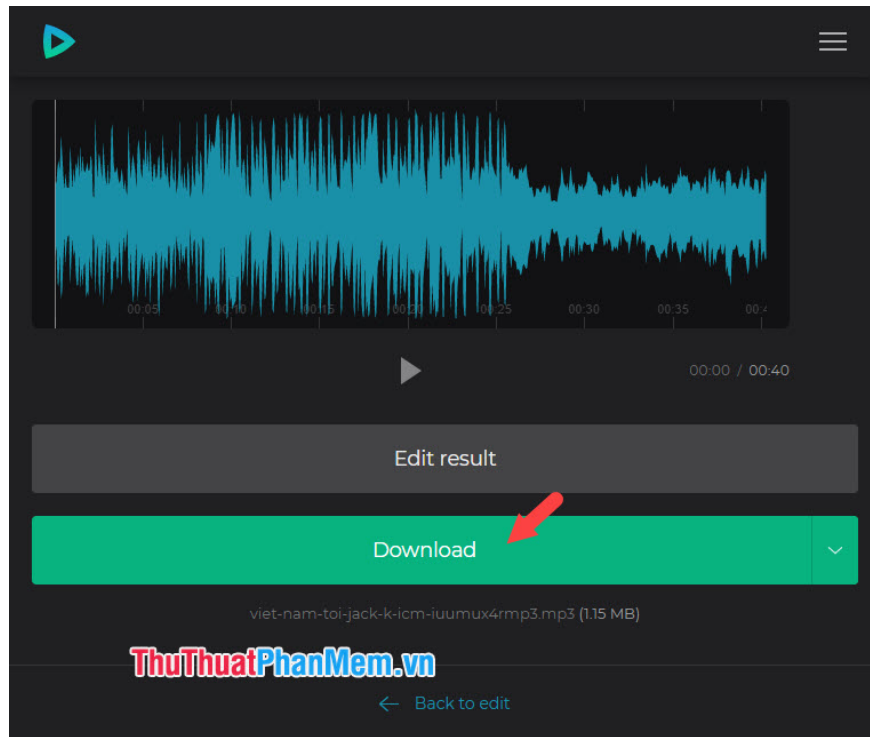 00:05 00:10 00:15 00:20 00:25 00:30 00:35
00:00 / 00:40
Edit result
Download
viet-nam-toi-jack-k-icm-iuumux4rmp3.mp3 (1.15 MB)
ThuThuatPhanMem.vn
← Back to edit